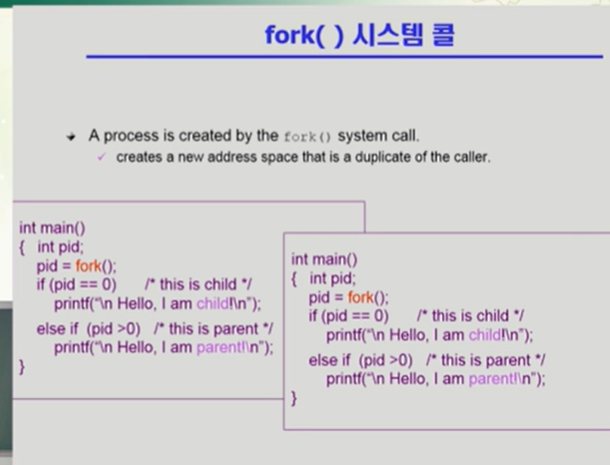 fork( ) 시스템 콜
A process is created by the fork() system call.
creates a new address space that is a duplicate of the caller.
int main()
{ int pid;
pid = fork();
if (pid == 0) /* this is child */
printf("\n Hello, I am child!\n");
else if (pid >0) /* this is parent */
printf("\n Hello, I am parent!\n");
}
int main()
{ int pid;
pid = fork();
if (pid == 0) /* this is child */
printf("\n Hello, I am child!\n");
else if (pid >0) /* this is parent */
printf("\n Hello, I am parent!\n");
}